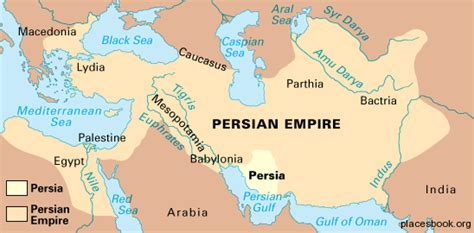 Macedonia
Black Sea
Aral
Sea
Syr Darya
Caspian
Sea
Caucasus
Lydia
Amu Darya
Tigris
Parthia
Mediterranean
Sea
Mesopotamia
Bactria
Euphrates
PERSIAN EMPIRE
Palestine
Egypt
Babylonia
Persia
Indus
Nile
Persia
Red
Sea
Persian
Gulf
India
Persian
Empire
Arabia
Gulf of Oman
placesbook.org